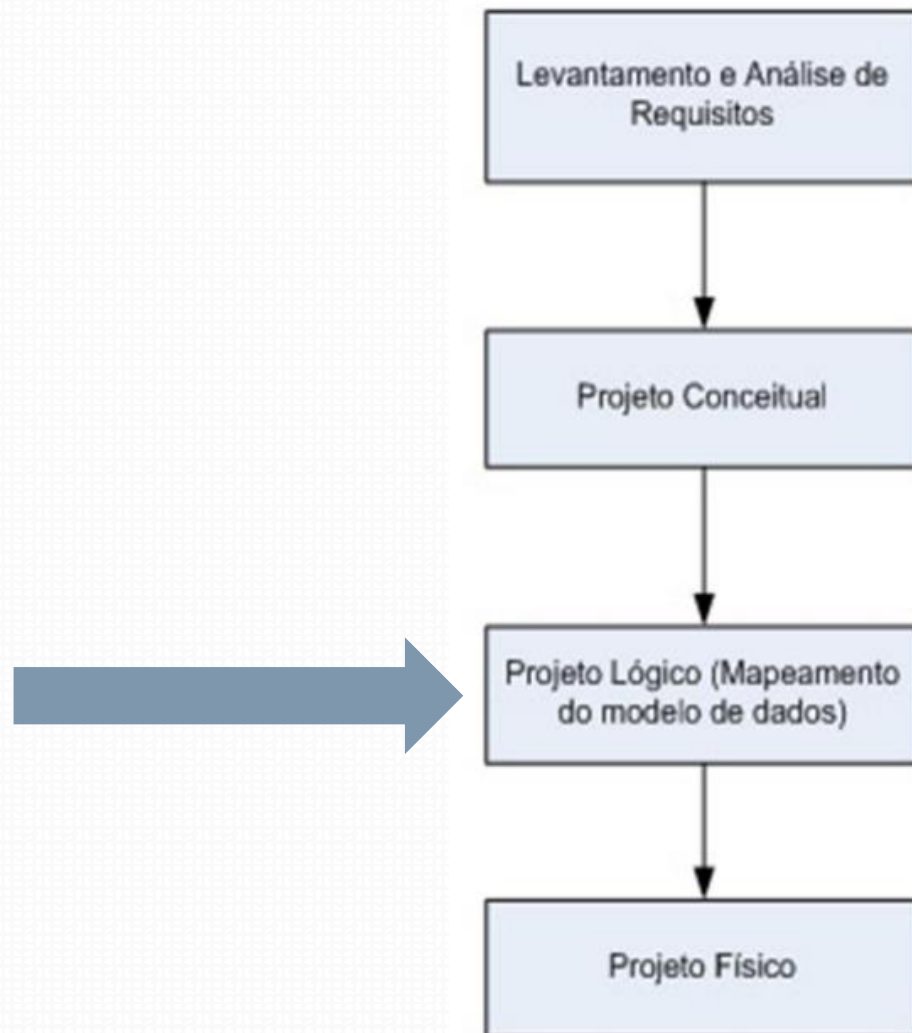 Levantamento e Análise de
Requisitos
Projeto Conceitual
Projeto Lógico (Mapeamento
do modelo de dados)
Projeto Físico